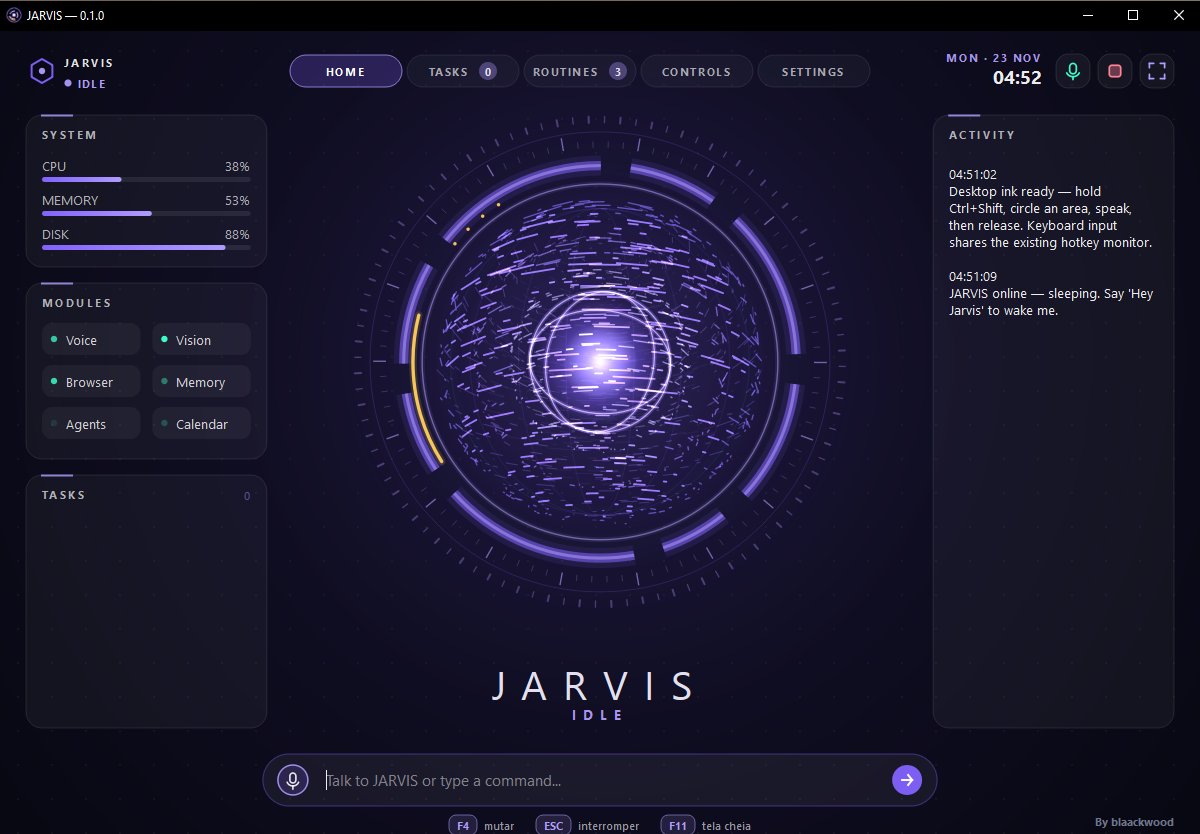 JARVIS — 0.1.0
JARVIS
IDLE
HOME
TASKS 0
ROUTINES 3
CONTROLS
SETTINGS
MON · 23 NOV
04:52
SYSTEM
CPU 38%
MEMORY 53%
DISK 88%
MODULES
Voice
Vision
Browser
Memory
Agents
Calendar
TASKS 0
JARVIS
IDLE
ACTIVITY
04:51:02
Desktop ink ready — hold
Ctrl+Shift, circle an area, speak,
then release. Keyboard input
shares the existing hotkey monitor.
04:51:09
JARVIS online — sleeping. Say 'Hey
Jarvis' to wake me.
Talk to JARVIS or type a command...
F4 mutar
ESC interromper
F11 tela cheia
By blaackwood